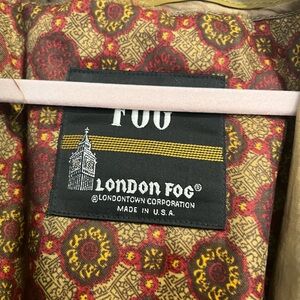 FOG
LONDON FOG®
©LONDONTOWN CORPORATION
MADE IN U.S.A.